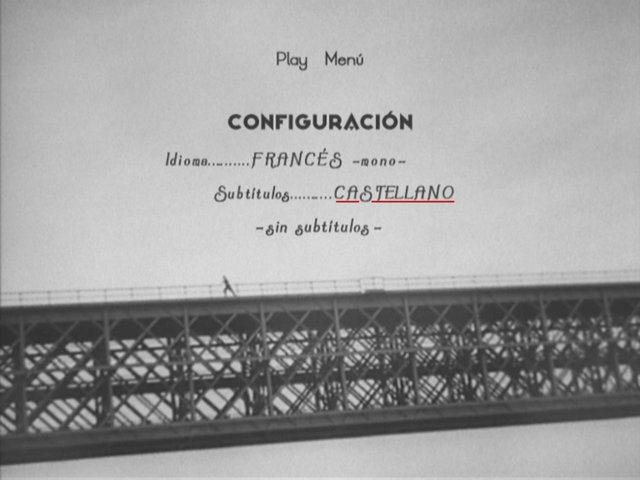 Play Menú
CONFIGURACIÓN
Idioma..........FRANCÉS -mono-
Subtítulos..........CASTELLANO
-sin subtítulos-